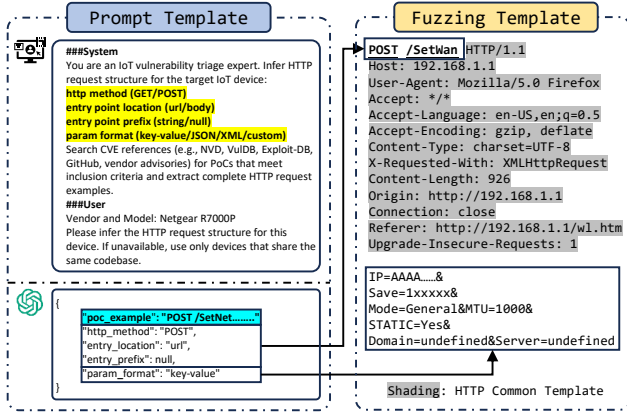 Prompt Template
###System
You are an IoT vulnerability triage expert. Infer HTTP
request structure for the target IoT device:
http method (GET/POST)
entry point location (url/body)
entry point prefix (string/null)
param format (key-value/JSON/XML/custom)
Search CVE references (e.g., NVD, VulDB, Exploit-DB,
GitHub, vendor advisories) for PoCs that meet
inclusion criteria and extract complete HTTP request
examples.
###User
Vendor and Model: Netgear R7000P
Please infer the HTTP request structure for this
device. If unavailable, use only devices that share the
same codebase.
{
"poc_example": "POST /SetNet........"
"http_method": "POST",
"entry_location": "url",
"entry_prefix": null,
"param_format": "key-value"
}
Fuzzing Template
POST /SetWan HTTP/1.1
Host: 192.168.1.1
User-Agent: Mozilla/5.0 Firefox
Accept: */*
Accept-Language: en-US,en;q=0.5
Accept-Encoding: gzip, deflate
Content-Type: charset=UTF-8
X-Requested-With: XMLHttpRequest
Content-Length: 926
Origin: http://192.168.1.1
Connection: close
Referer: http://192.168.1.1/wl.htm
Upgrade-Insecure-Requests: 1
IP=AAAA……&
Save=1xxxxx&
Mode=General&MTU=1000&
STATIC=Yes&
Domain=undefined&Server=undefined
Shading: HTTP Common Template